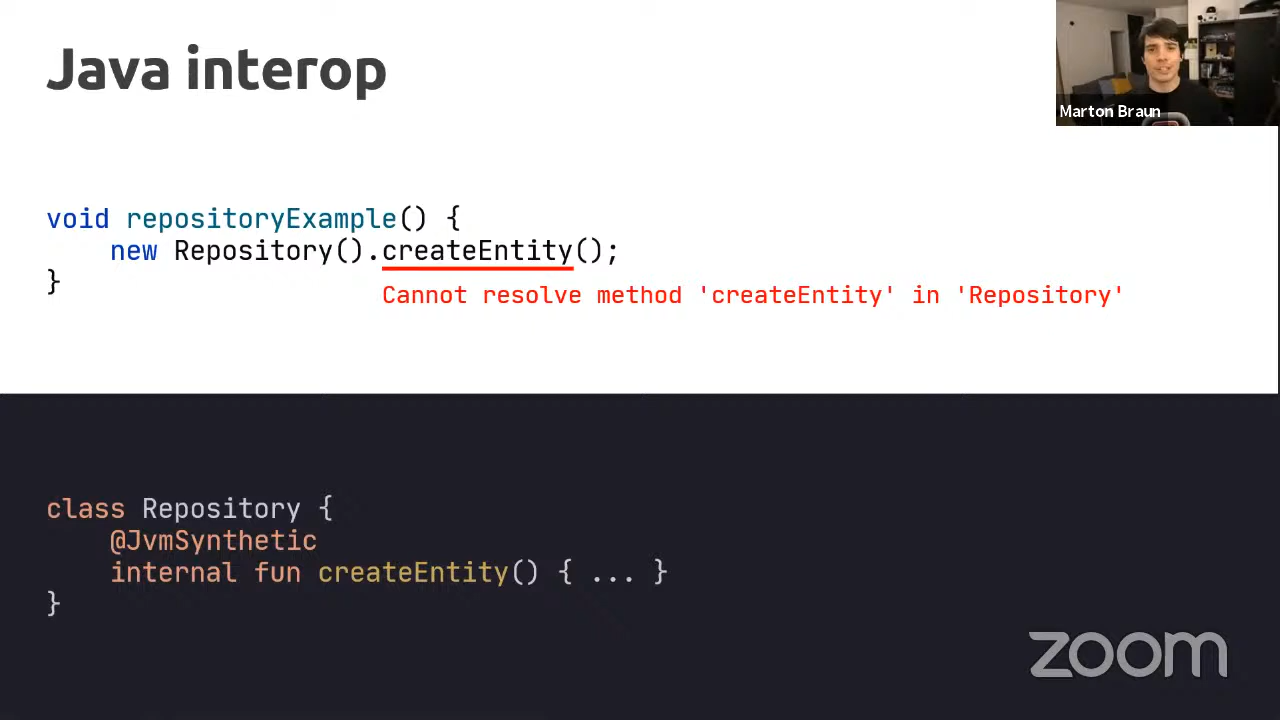 Java interop
Marton Braun
void repositoryExample() {
    new Repository().createEntity();
}
Cannot resolve method 'createEntity' in 'Repository'
class Repository {
    @JvmSynthetic
    internal fun createEntity() { ... }
}
zoom